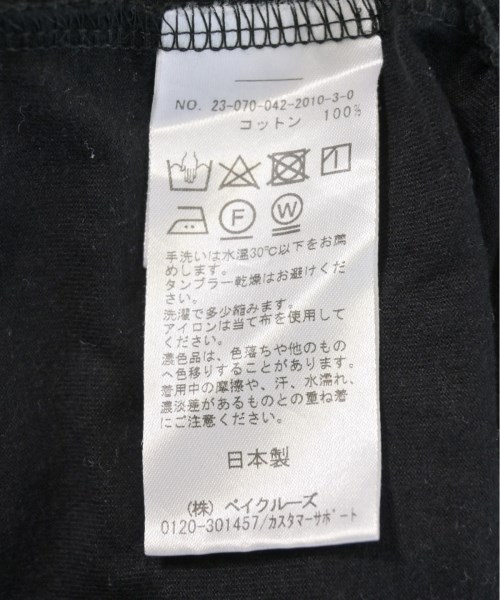 NO. 23-070-042-2010-3-0
コットン 100%
F W
手洗いは水温30℃以下をお薦
めします。
タンブラー乾燥はお避けくだ
さい。
洗濯で多少縮みます。
アイロンは当て布を使用して
ください。
濃色品は、色落ちや他のもの
へ色移りすることがあります。
着用中の摩擦や、汗、水濡れ、
濃淡差があるものとの重ね着
にご注意ください。
日本製
(株) ベイクルーズ
0120-301457/カスタマーサポート